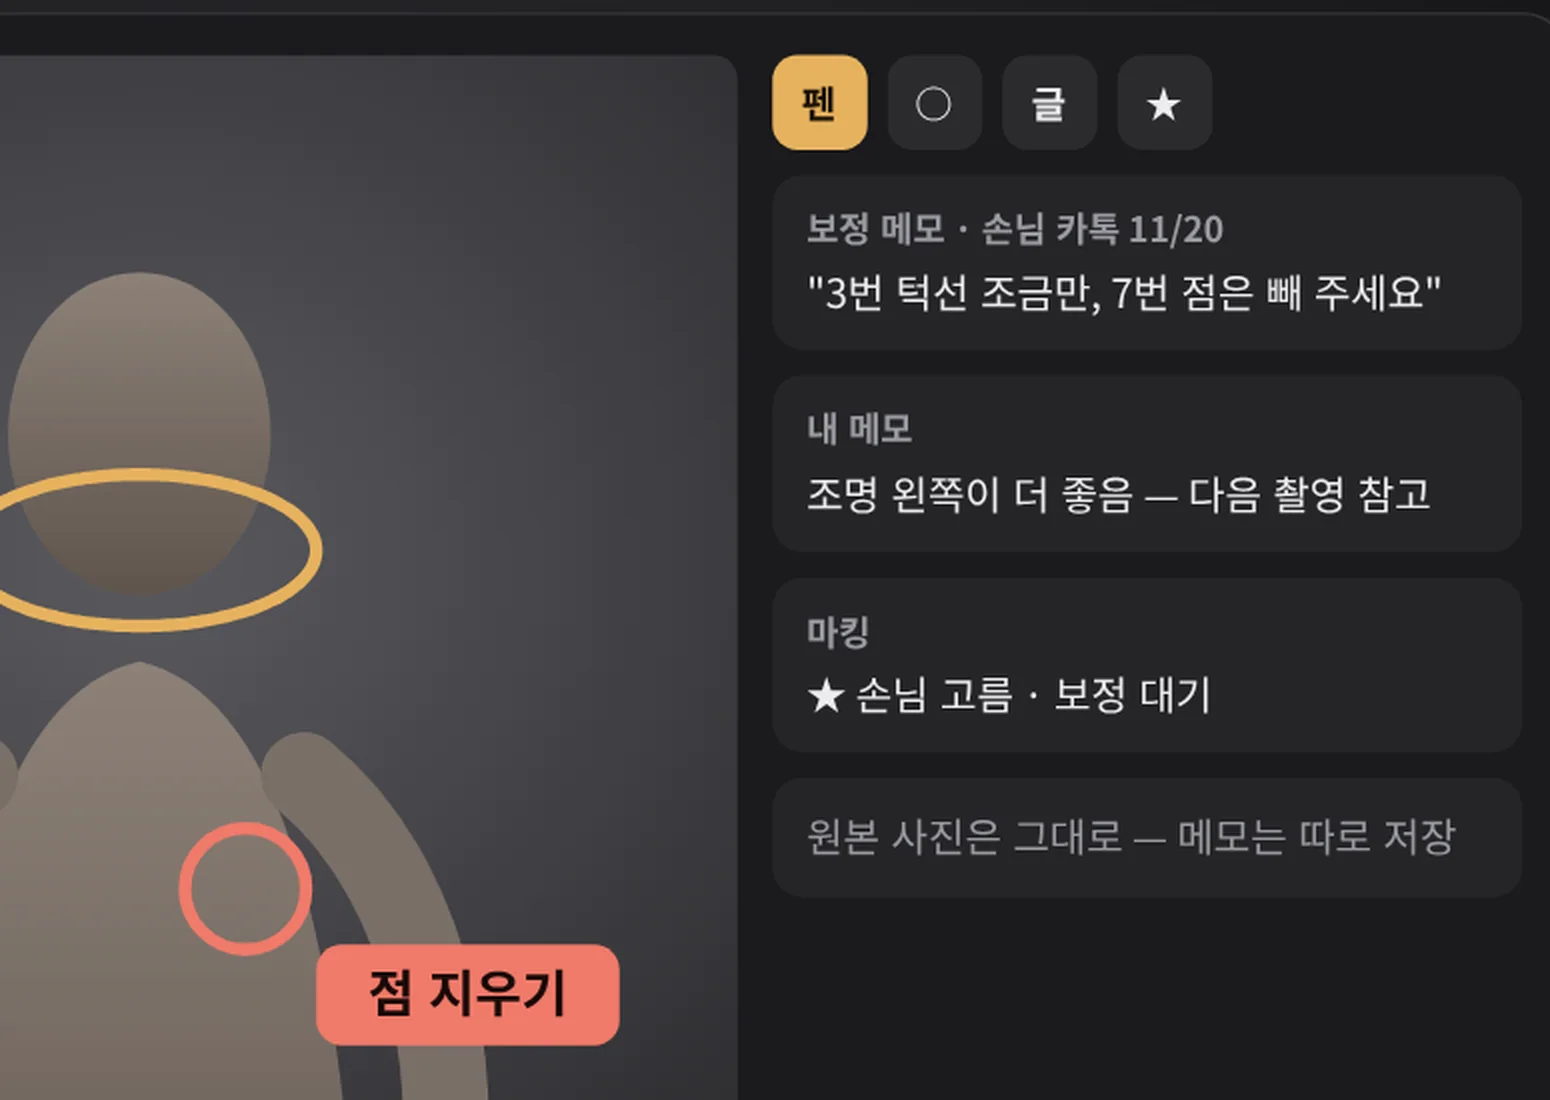 펜 ○ 글 ★
보정 메모 · 손님 카톡 11/20
"3번 턱선 조금만, 7번 점은 빼 주세요"
내 메모
조명 왼쪽이 더 좋음 — 다음 촬영 참고
마킹
★ 손님 고름 · 보정 대기
원본 사진은 그대로 — 메모는 따로 저장
점 지우기